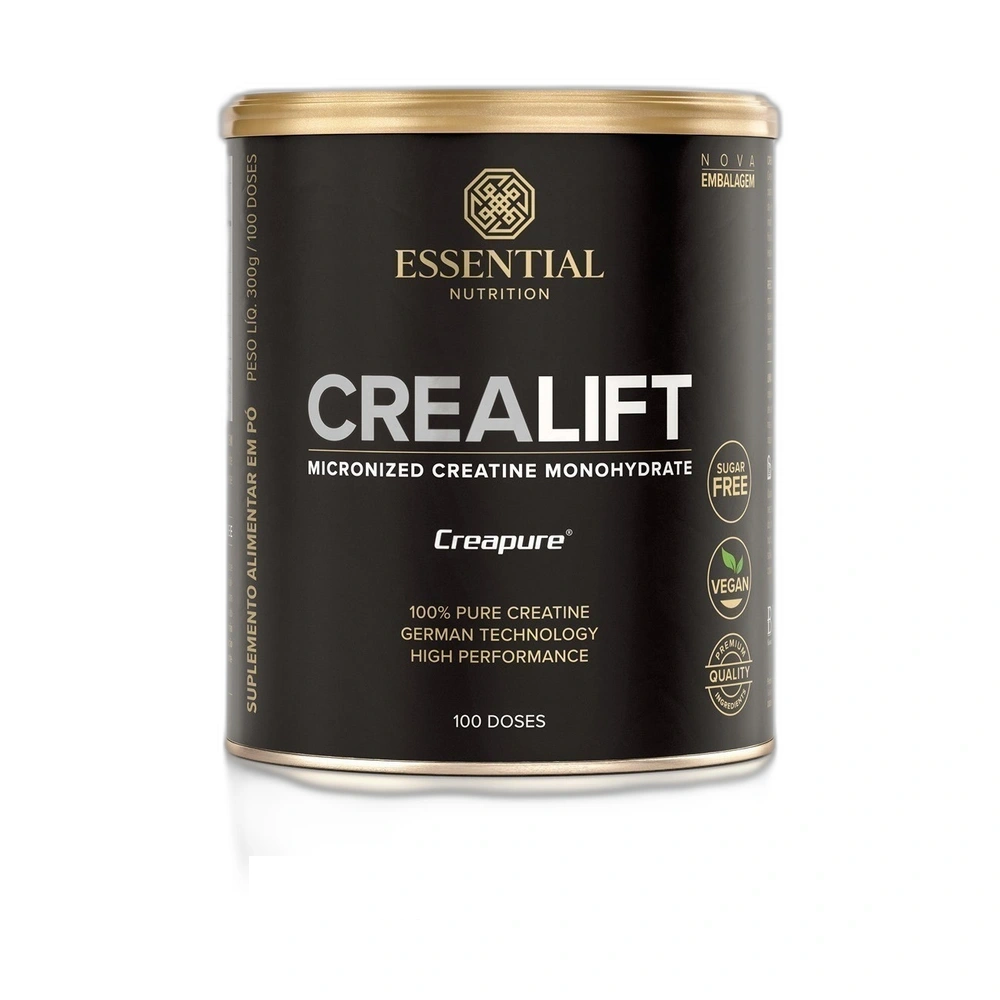 NOVA
EMBALAGEM
ESSENTIAL
NUTRITION
CREALIFT
MICRONIZED CREATINE MONOHYDRATE
Creapure®
100% PURE CREATINE
GERMAN TECHNOLOGY
HIGH PERFORMANCE
100 DOSES
SUGAR
FREE
VEGAN
PREMIUM
QUALITY
INGREDIENTS
SUPLEMENTO ALIMENTAR EM PÓ PESO LÍQ. 300g / 100 DOSES